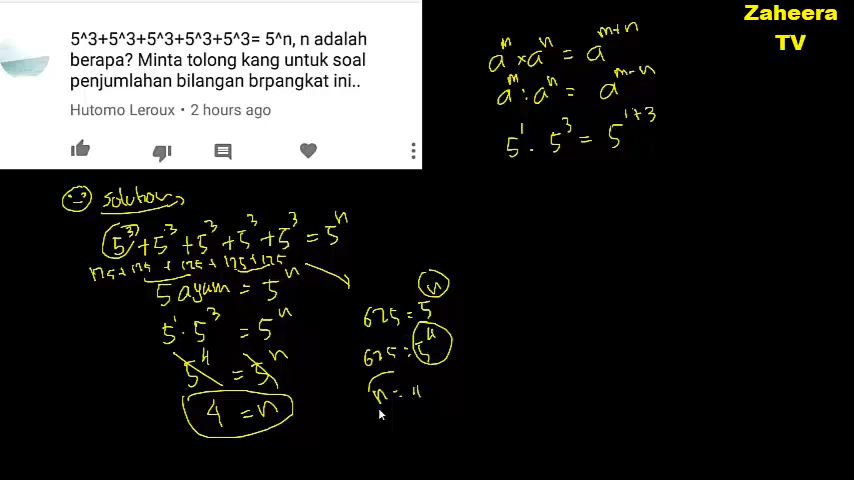 Zaheera
TV
5^3+5^3+5^3+5^3+5^3= 5^n, n adalah
berapa? Minta tolong kang untuk soal
penjumlahan bilangan brpangkat ini..
Hutomo Leroux • 2 hours ago
a^m × a^n = a^m+n
a^m : a^n = a^m-n
5^1 . 5^3 = 5^1+3
solution
5^3 + 5^3 + 5^3 + 5^3 + 5^3 = 5^n
125 + 125 + 125 + 125 + 125
5 ayam = 5^n
5^1 . 5^3 = 5^n
5^4 = 5^n
4 = n
625 = 5^n
625 = 5^4
n = 4